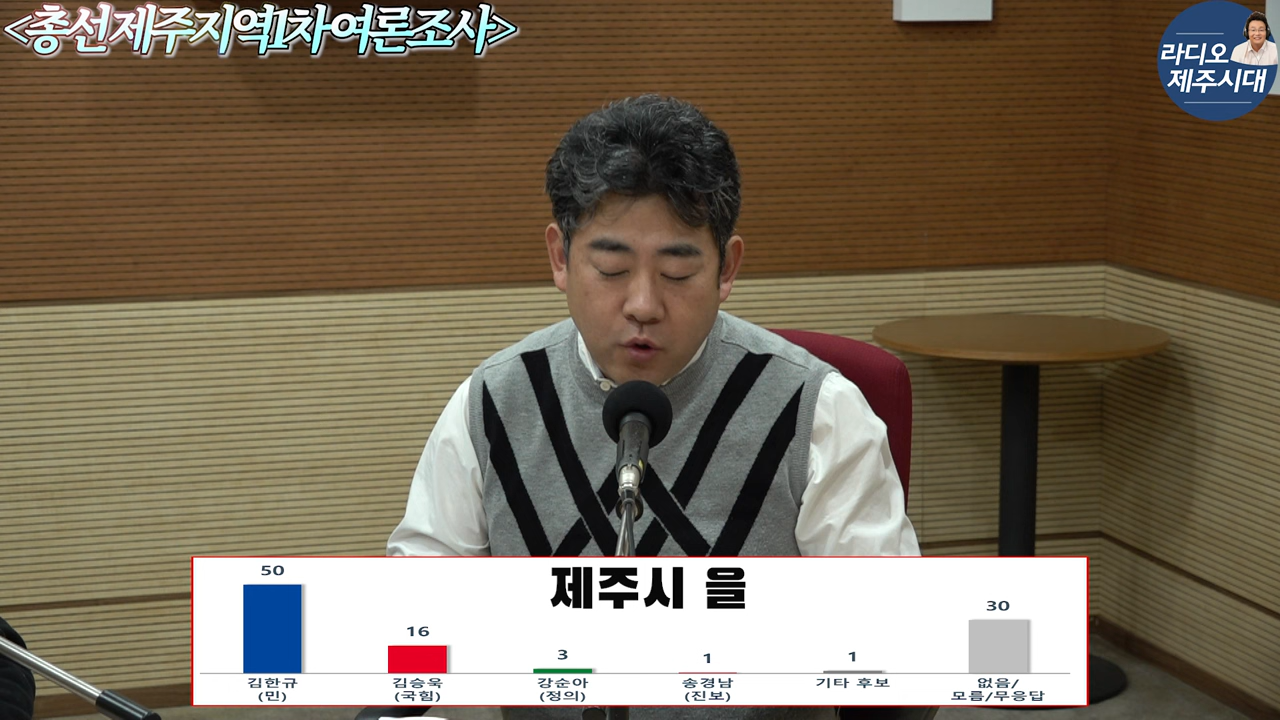 <총선제주지역1차여론조사>
라디오
제주시대
제주시 을
50
16
3
1
1
30
김한규
(민)
김승욱
(국힘)
강순아
(정의)
송경남
(진보)
기타 후보
없음/
모름/무응답